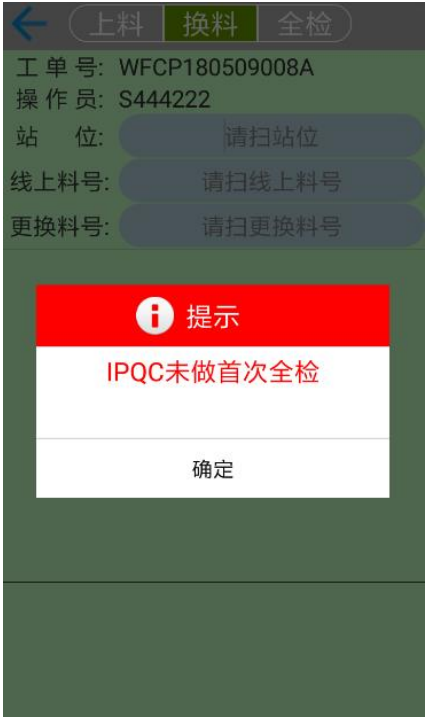 上料 换料 全检
工单号: WFCP180509008A
操作员: S444222
站位: 请扫站位
线上料号: 请扫线上料号
更换料号: 请扫更换料号
提示
IPQC未做首次全检
确定